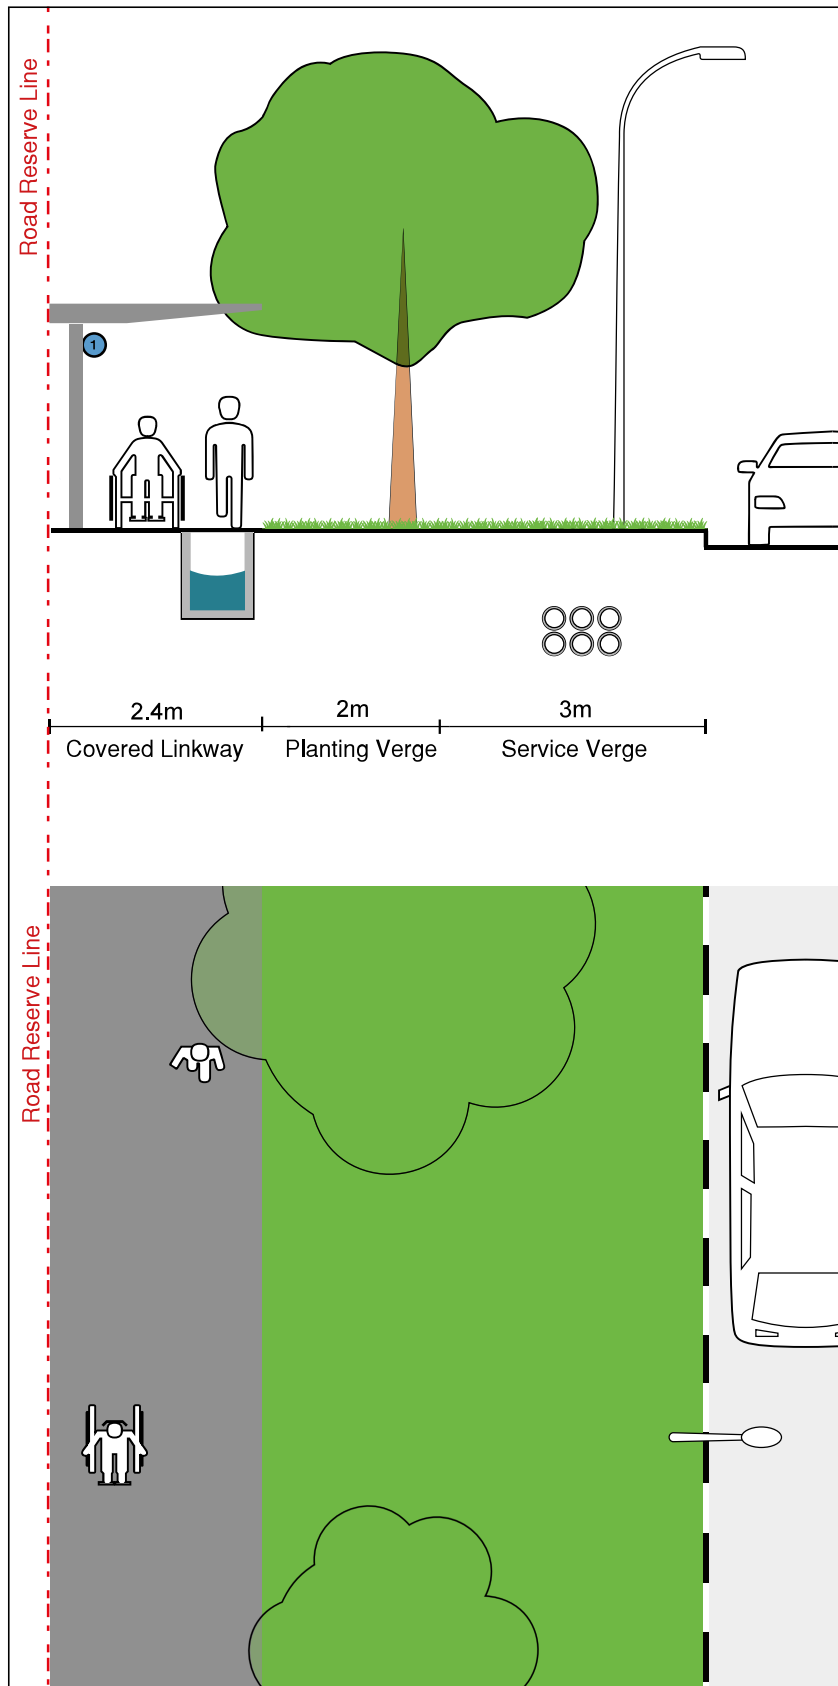 Road Reserve Line
1
2.4m
2m
3m
Covered Linkway
Planting Verge
Service Verge
Road Reserve Line